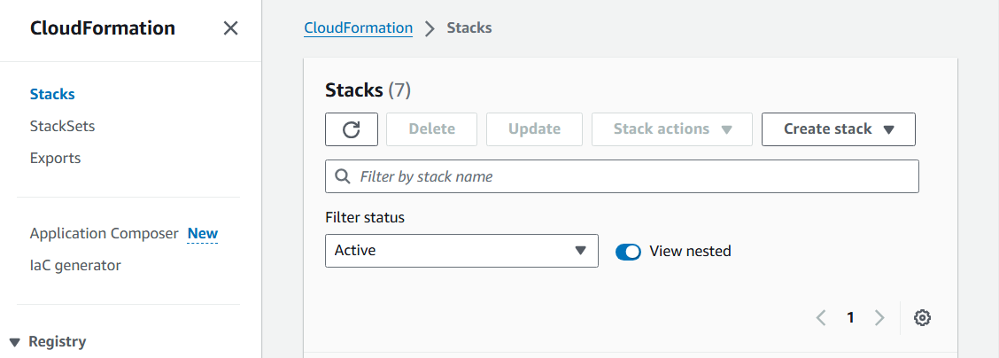 CloudFormation
Stacks
StackSets
Exports
Application Composer New
IaC generator
Registry
CloudFormation Stacks
Stacks (7)
Delete Update Stack actions Create stack
Filter by stack name
Filter status
Active View nested
1